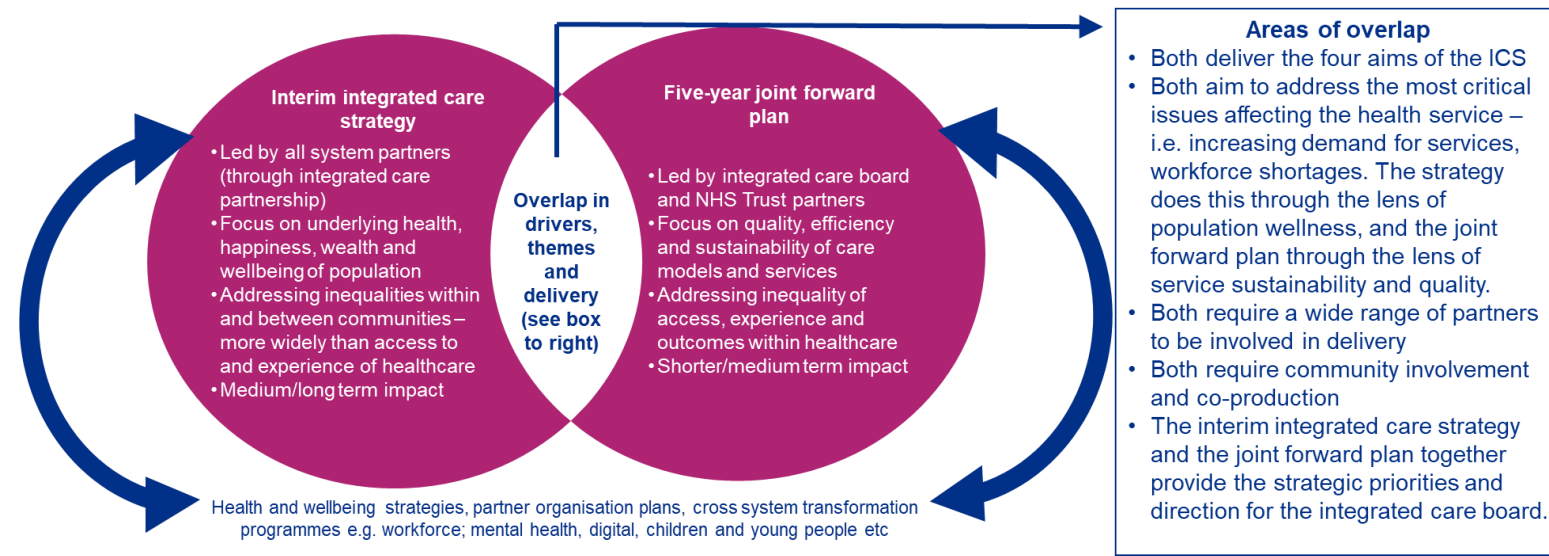 Interim integrated care
strategy
•Led by all system partners
(through integrated care
partnership)
•Focus on underlying health,
happiness, wealth and
wellbeing of population
•Addressing inequalities within
and between communities –
more widely than access to
and experience of healthcare
•Medium/long term impact
Overlap in
drivers,
themes
and
delivery
(see box
to right)
Five-year joint forward
plan
•Led by integrated care board
and NHS Trust partners
•Focus on quality, efficiency
and sustainability of care
models and services
•Addressing inequality of
access, experience and
outcomes within healthcare
•Shorter/medium term impact
Health and wellbeing strategies, partner organisation plans, cross system transformation
programmes e.g. workforce; mental health, digital, children and young people etc
Areas of overlap
• Both deliver the four aims of the ICS
• Both aim to address the most critical
issues affecting the health service –
i.e. increasing demand for services,
workforce shortages. The strategy
does this through the lens of
population wellness, and the joint
forward plan through the lens of
service sustainability and quality.
• Both require a wide range of partners
to be involved in delivery
• Both require community involvement
and co-production
• The interim integrated care strategy
and the joint forward plan together
provide the strategic priorities and
direction for the integrated care board.